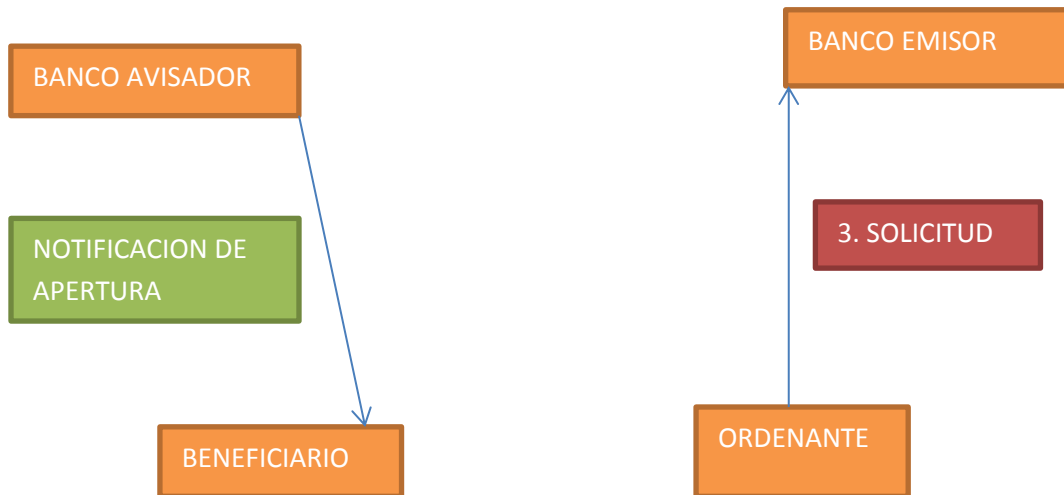 BANCO EMISOR
BANCO AVISADOR
3. SOLICITUD
NOTIFICACION DE
APERTURA
ORDENANTE
BENEFICIARIO